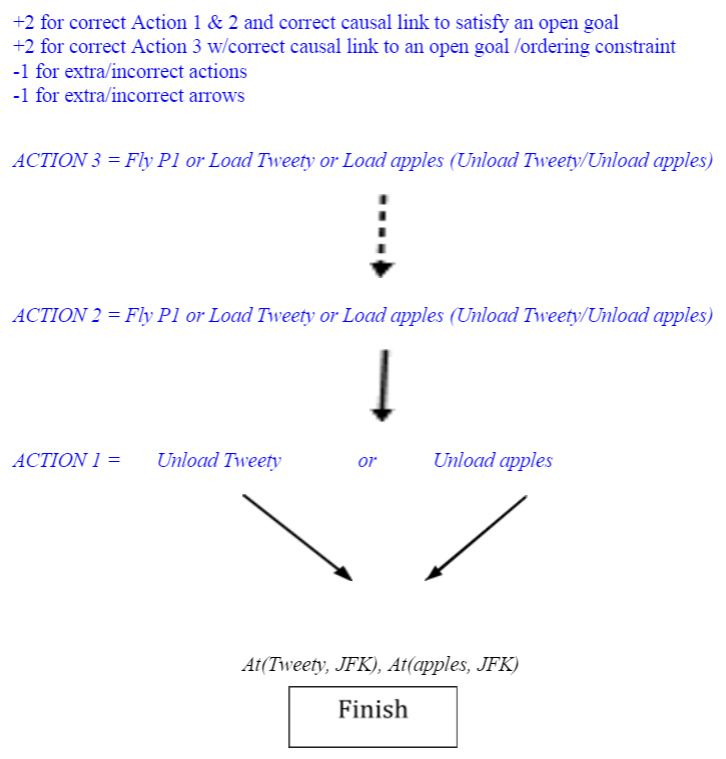 +2 for correct Action 1 & 2 and correct causal link to satisfy an open goal
+2 for correct Action 3 w/correct causal link to an open goal /ordering constraint
-1 for extra/incorrect actions
-1 for extra/incorrect arrows
ACTION 3 = Fly P1 or Load Tweety or Load apples (Unload Tweety/Unload apples)
ACTION 2 = Fly P1 or Load Tweety or Load apples (Unload Tweety/Unload apples)
ACTION 1 = Unload Tweety or Unload apples
At(Tweety, JFK), At(apples, JFK)
Finish